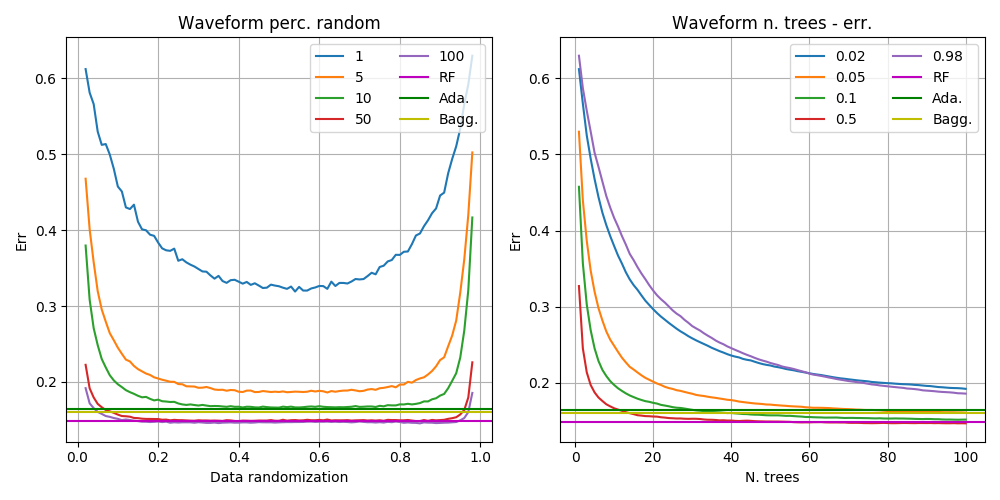 Waveform perc. random
0.6
0.5
0.4
0.3
0.2
Err
0.0 0.2 0.4 0.6 0.8 1.0
Data randomization
1
5
10
50
100
RF
Ada.
Bagg.
Waveform n. trees - err.
0.6
0.5
0.4
0.3
0.2
Err
0 20 40 60 80 100
N. trees
0.02
0.05
0.1
0.5
0.98
RF
Ada.
Bagg.